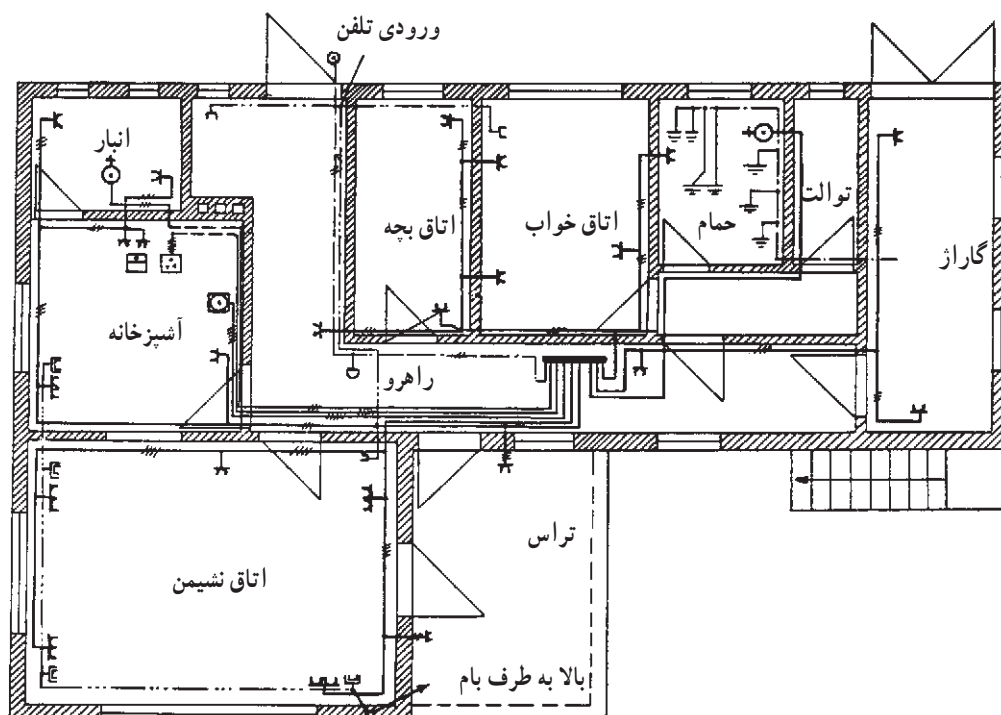 ورودی تلفن
انبار
اتاق بچه
اتاق خواب
حمام
توالت
گاراژ
آشپزخانه
راهرو
اتاق نشیمن
تراس
بالا به طرف بام